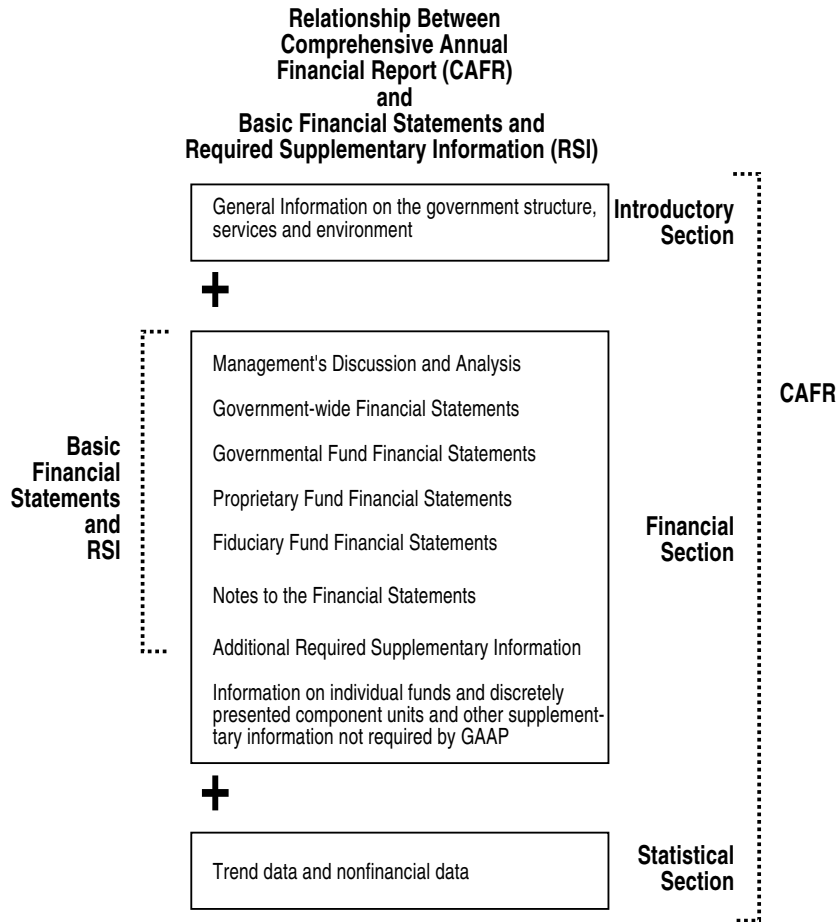 Relationship Between
Comprehensive Annual
Financial Report (CAFR)
and
Basic Financial Statements and
Required Supplementary Information (RSI)
General Information on the government structure,
services and environment
Introductory
Section
+
Management's Discussion and Analysis
Government-wide Financial Statements
Governmental Fund Financial Statements
Proprietary Fund Financial Statements
Fiduciary Fund Financial Statements
Notes to the Financial Statements
Additional Required Supplementary Information
Information on individual funds and discretely
presented component units and other supplemen-
tary information not required by GAAP
Basic
Financial
Statements
and
RSI
Financial
Section
CAFR
+
Trend data and nonfinancial data
Statistical
Section